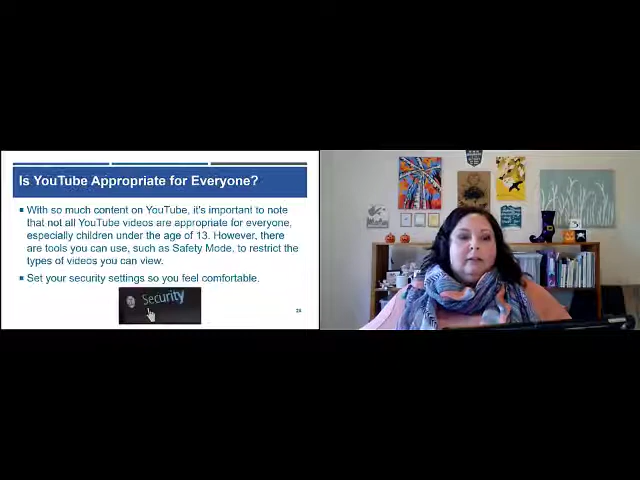 Is YouTube Appropriate for Everyone?
With so much content on YouTube, it's important to note
that not all YouTube videos are appropriate for everyone,
especially children under the age of 13. However, there
are tools you can use, such as Safety Mode, to restrict the
types of videos you can view.
Set your security settings so you feel comfortable.
Security